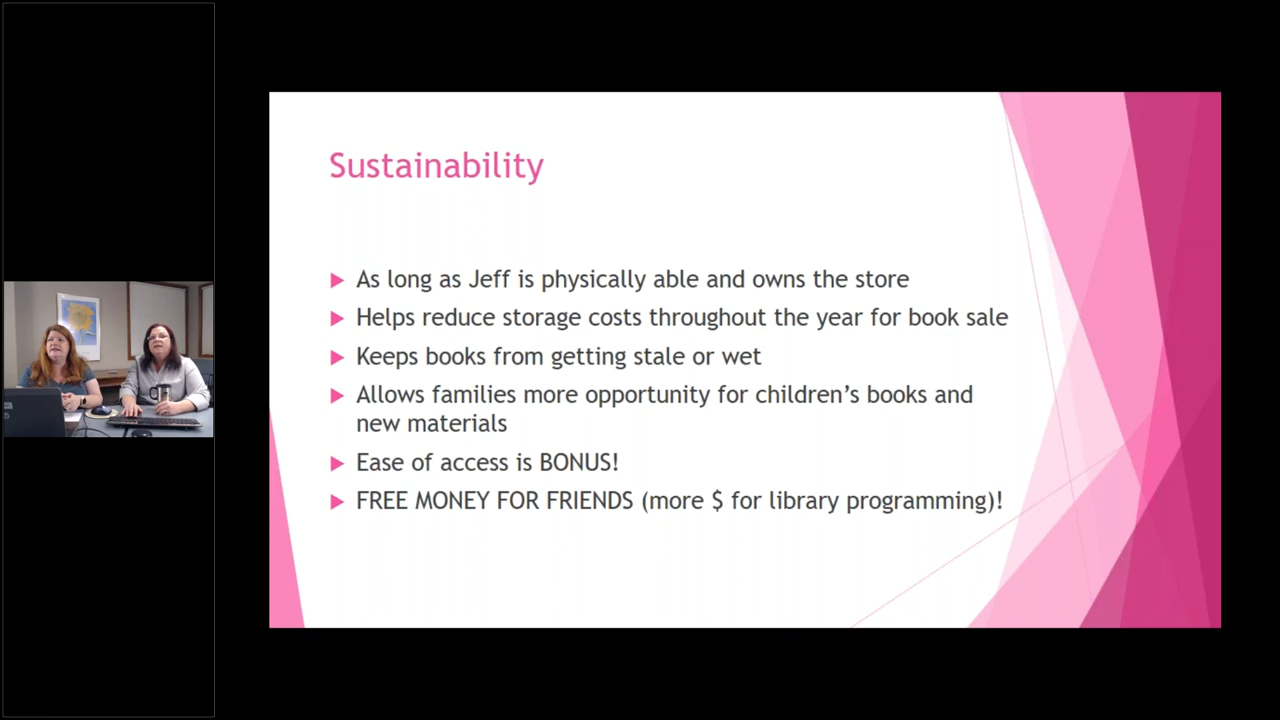 Sustainability
As long as Jeff is physically able and owns the store
Helps reduce storage costs throughout the year for book sale
Keeps books from getting stale or wet
Allows families more opportunity for children’s books and
new materials
Ease of access is BONUS!
FREE MONEY FOR FRIENDS (more $ for library programming)!